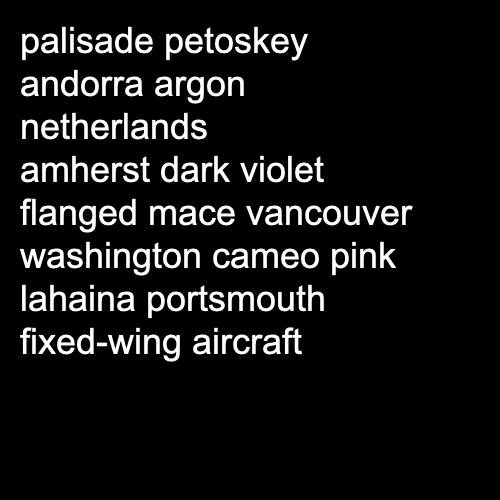 palisade petoskey
andorra argon
netherlands
amherst dark violet
flanged mace vancouver
washington cameo pink
lahaina portsmouth
fixed-wing aircraft